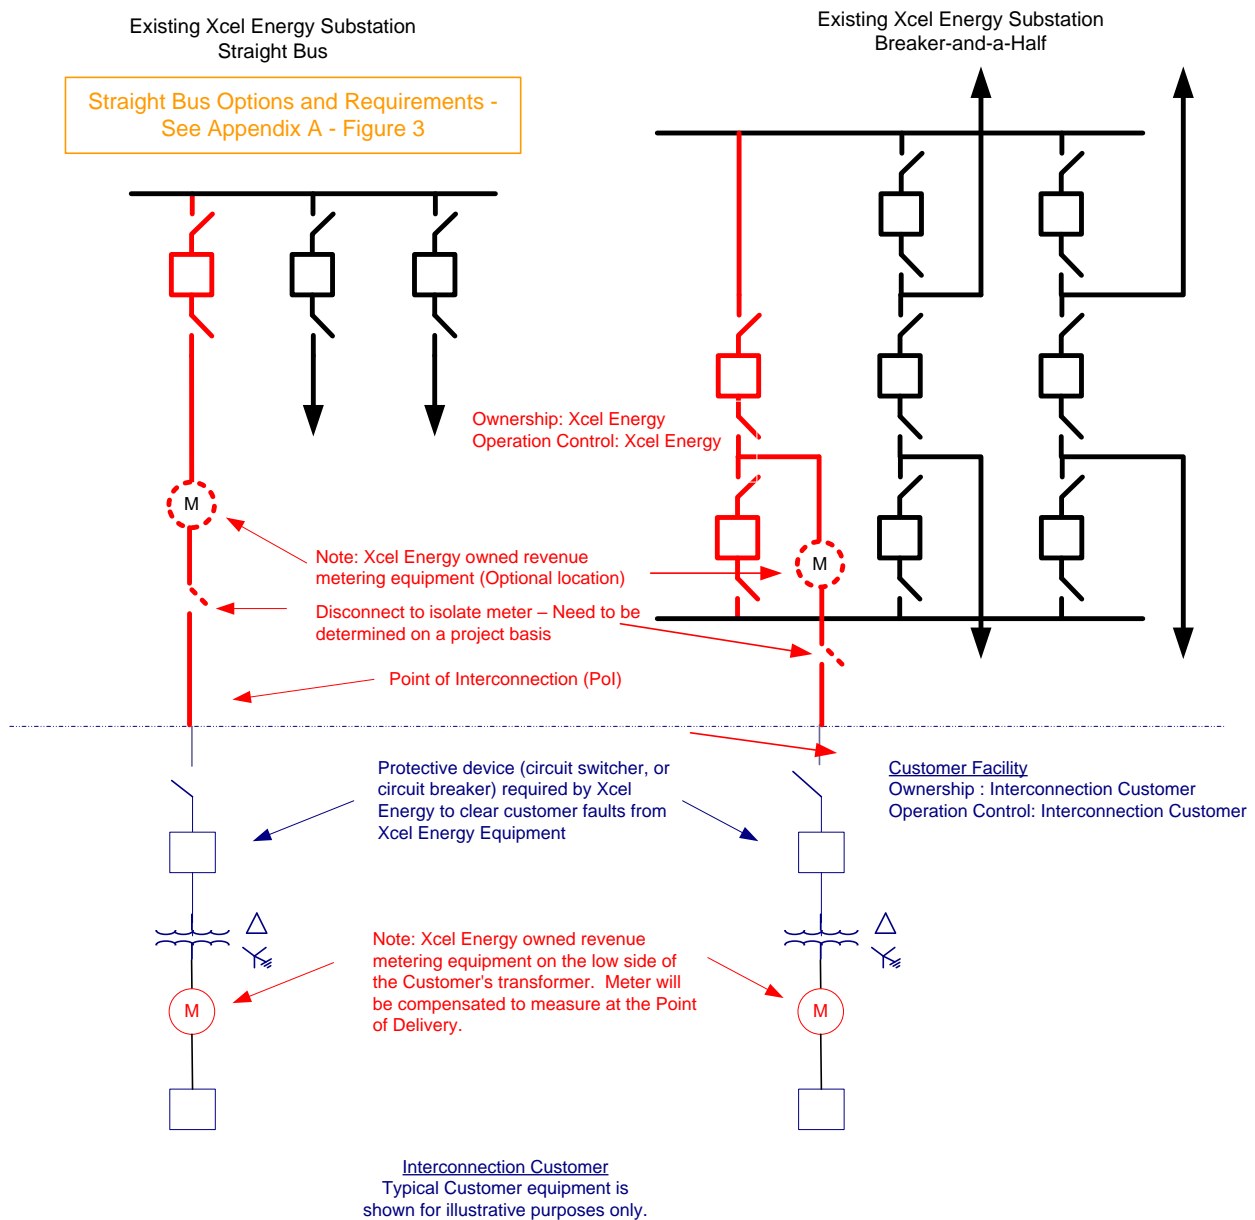 Existing Xcel Energy Substation
Straight Bus
Existing Xcel Energy Substation
Breaker-and-a-Half
Straight Bus Options and Requirements -
See Appendix A - Figure 3
Ownership: Xcel Energy
Operation Control: Xcel Energy
M
M
Note: Xcel Energy owned revenue
metering equipment (Optional location)
Disconnect to isolate meter – Need to be
determined on a project basis
Point of Interconnection (PoI)
Protective device (circuit switcher, or
circuit breaker) required by Xcel
Energy to clear customer faults from
Xcel Energy Equipment
Customer Facility
Ownership : Interconnection Customer
Operation Control: Interconnection Customer
Note: Xcel Energy owned revenue
metering equipment on the low side of
the Customer's transformer.  Meter will
be compensated to measure at the Point
of Delivery.
M
M
Interconnection Customer
Typical Customer equipment is
shown for illustrative purposes only.